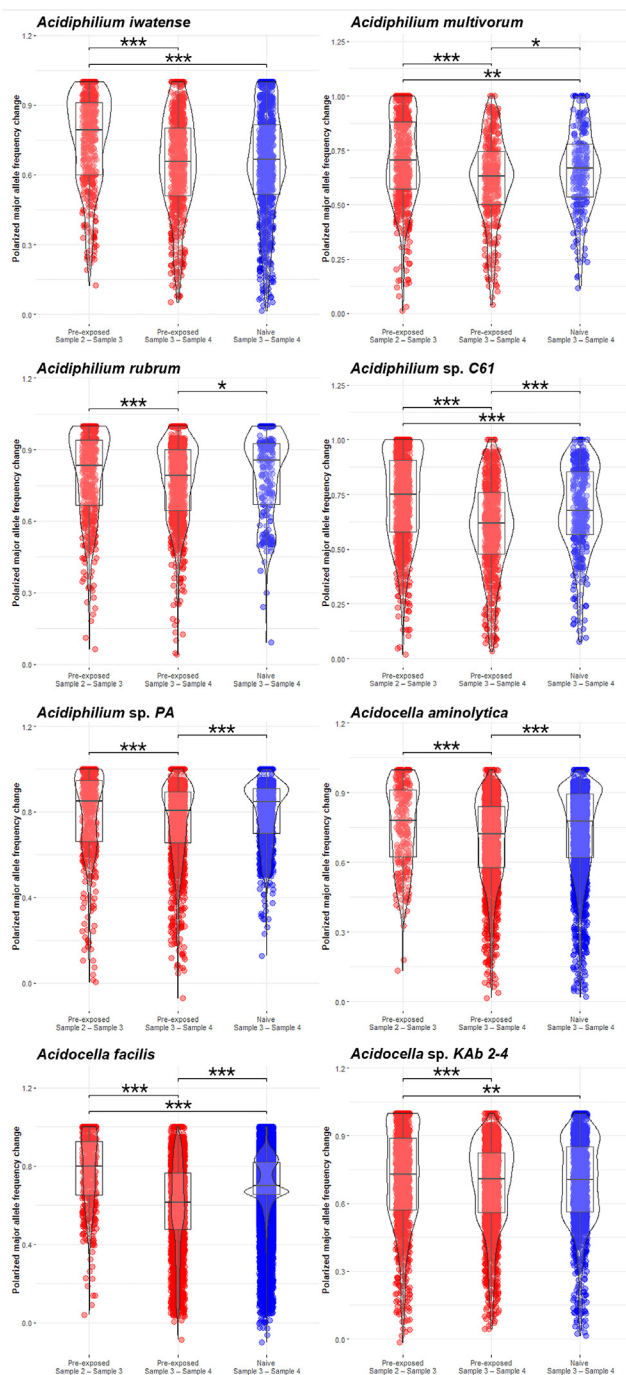 Acidiphilium iwatense
Polarized major allele frequency change
1.2
0.9
0.6
0.3
0.0
***
***
Pre-exposed
Sample 2 – Sample 3
Pre-exposed
Sample 3 – Sample 4
Naive
Sample 3 – Sample 4
Acidiphilium multivorum
Polarized major allele frequency change
1.25
1.00
0.75
0.50
0.25
0.00
*
***
**
Pre-exposed
Sample 2 – Sample 3
Pre-exposed
Sample 3 – Sample 4
Naive
Sample 3 – Sample 4
Acidiphilium rubrum
Polarized major allele frequency change
1.2
0.9
0.6
0.3
0.0
*
***
Pre-exposed
Sample 2 – Sample 3
Pre-exposed
Sample 3 – Sample 4
Naive
Sample 3 – Sample 4
Acidiphilium sp. C61
Polarized major allele frequency change
1.25
1.00
0.75
0.50
0.25
0.00
***
***
***
Pre-exposed
Sample 2 – Sample 3
Pre-exposed
Sample 3 – Sample 4
Naive
Sample 3 – Sample 4
Acidiphilium sp. PA
Polarized major allele frequency change
1.2
0.8
0.4
0.0
***
***
Pre-exposed
Sample 2 – Sample 3
Pre-exposed
Sample 3 – Sample 4
Naive
Sample 3 – Sample 4
Acidocella aminolytica
Polarized major allele frequency change
1.2
0.9
0.6
0.3
0.0
***
***
Pre-exposed
Sample 2 – Sample 3
Pre-exposed
Sample 3 – Sample 4
Naive
Sample 3 – Sample 4
Acidocella facilis
Polarized major allele frequency change
1.2
0.8
0.4
0.0
***
***
***
Pre-exposed
Sample 2 – Sample 3
Pre-exposed
Sample 3 – Sample 4
Naive
Sample 3 – Sample 4
Acidocella sp. KAb 2-4
Polarized major allele frequency change
1.2
0.9
0.6
0.3
0.0
***
**
Pre-exposed
Sample 2 – Sample 3
Pre-exposed
Sample 3 – Sample 4
Naive
Sample 3 – Sample 4